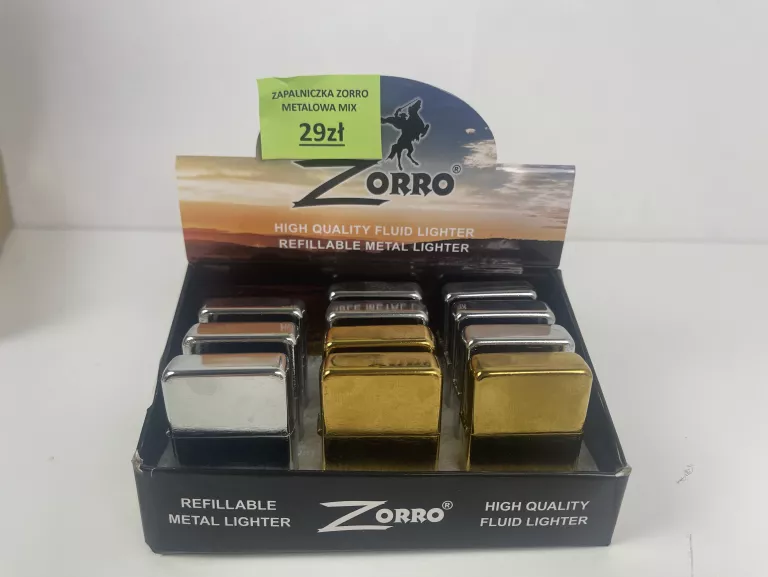 ZAPALNICZKA ZORRO
METALOWA MIX
29zł
ZORRO®
HIGH QUALITY FLUID LIGHTER
REFILLABLE METAL LIGHTER
REFILLABLE
METAL LIGHTER
ZORRO®
HIGH QUALITY
FLUID LIGHTER